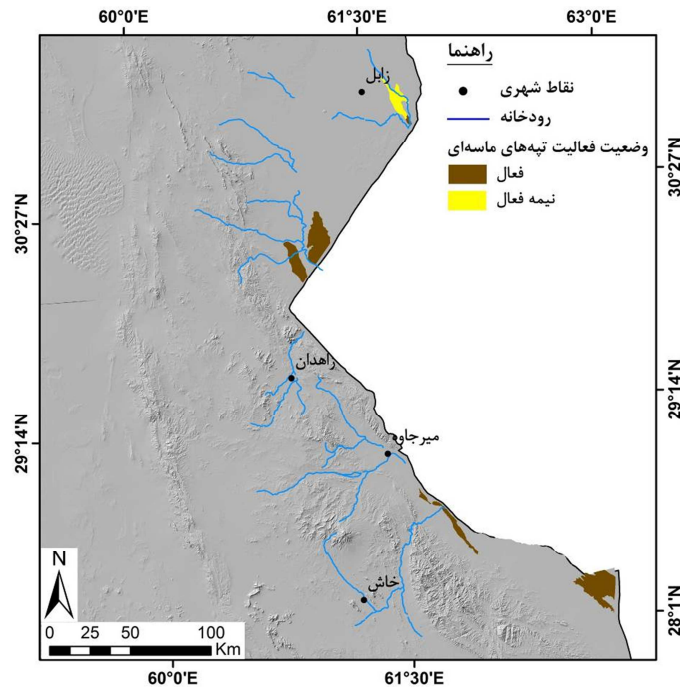 60°0'E
61°30'E
63°0'E
راهنما
نقاط شهری
رودخانه
وضعیت فعالیت تپه‌های ماسه‌ای
فعال
نیمه فعال
زابل
30°27'N
30°27'N
زاهدان
29°14'N
میرجاوه
29°14'N
خاش
28°1'N
N
0 25 50 100
Km
60°0'E
61°30'E